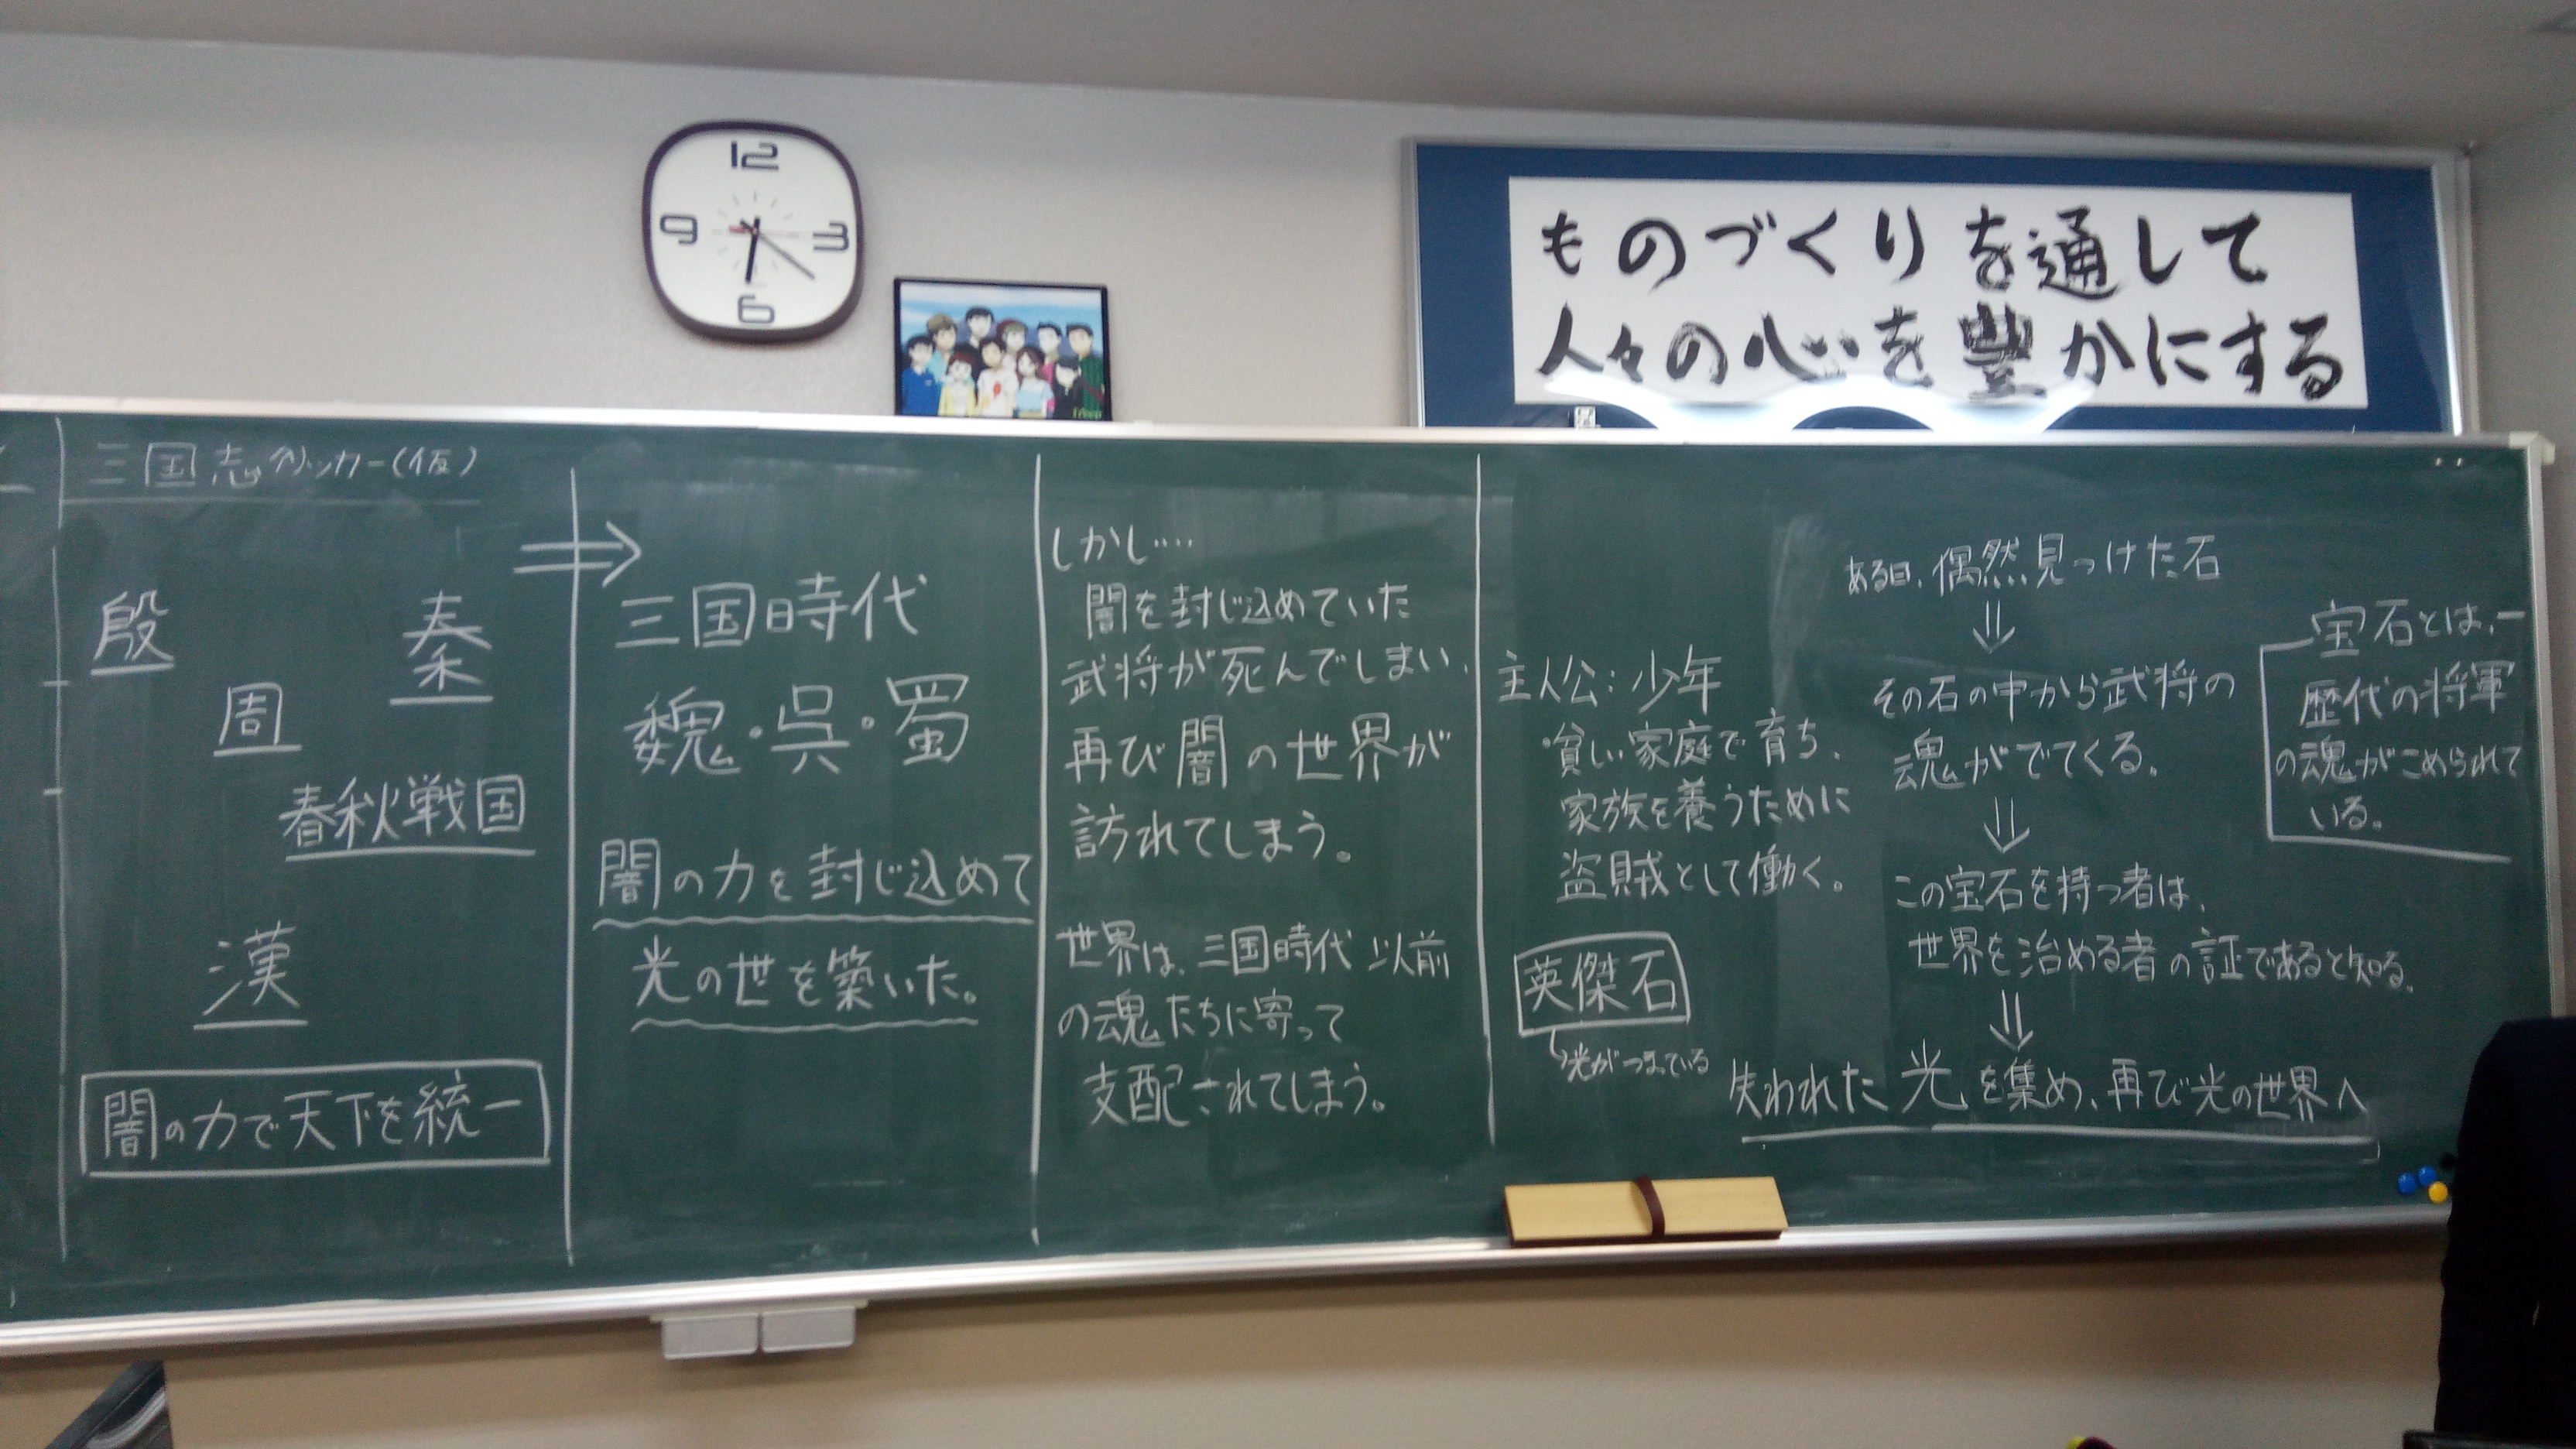 12
3
6
9
ものづくりを通して
人々の心を豊かにする
三国志クリッカー(仮)
殷
秦
周
春秋戦国
漢
闇の力で天下を統一
⇒
三国時代
魏・呉・蜀
闇の力を封じ込めて
光の世を築いた。
しかし‥‥
闇を封じ込めていた
武将が死んでしまい、
再び闇の世界が
訪れてしまう。
世界は、三国時代以前
の魂たちに寄って
支配されてしまう。
主人公:少年
・貧しい家庭で育ち、
家族を養うために
盗賊として働く。
英傑石
光がつまっている
ある日、偶然見つけた石
⇓
その石の中から武将の
魂がでてくる。
⇓
この宝石を持つ者は、
世界を治める者の証であると知る。
⇓
失われた光を集め、再び光の世界へ
宝石とは、
歴代の将軍
の魂がこめられて
いる。